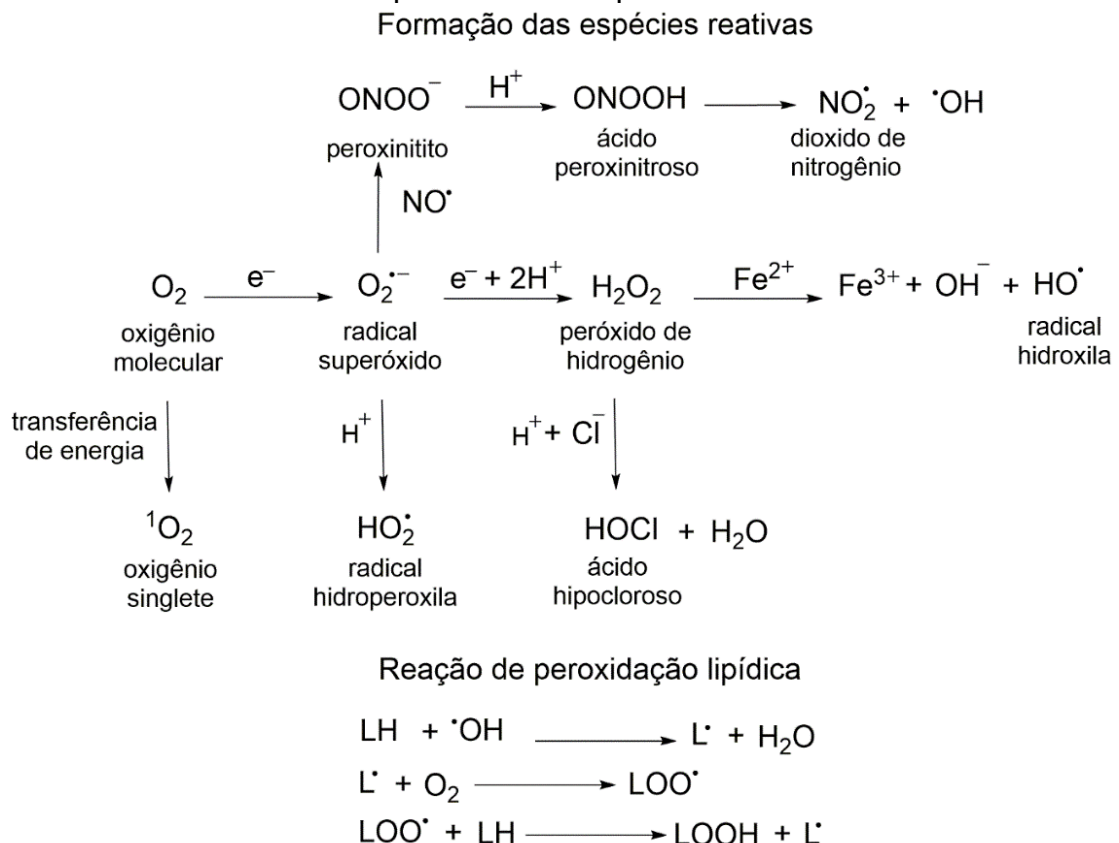 Formação das espécies reativas
ONOO⁻ H⁺ ONOOH NO₂• + •OH
peroxinitito ácido peroxinitroso dioxido de nitrogênio
NO•
O₂ e⁻ O₂•⁻ e⁻ + 2H⁺ H₂O₂ Fe²⁺ Fe³⁺ + OH⁻ + HO•
oxigênio molecular radical superóxido peróxido de hidrogênio radical hidroxila
transferência de energia H⁺ H⁺ + Cl⁻
¹O₂ HO₂• HOCl + H₂O
oxigênio singlete radical hidroperoxila ácido hipocloroso
Reação de peroxidação lipídica
LH + •OH L• + H₂O
L• + O₂ LOO•
LOO• + LH LOOH + L•